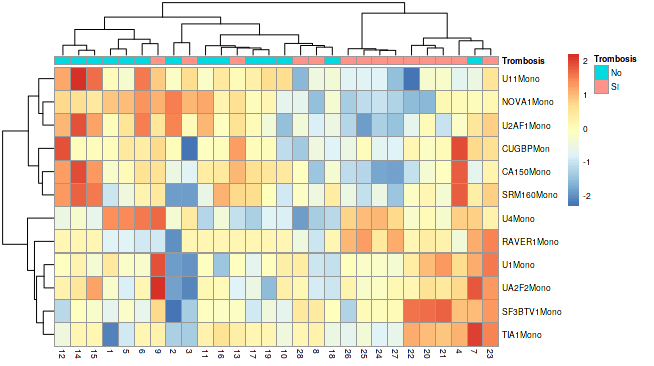 Trombosis
U11Mono
NOVA1Mono
U2AF1Mono
CUGBPMon
CA150Mono
SRM160Mono
U4Mono
RAVER1Mono
U1Mono
UA2F2Mono
SF3BTV1Mono
TIA1Mono
12 14 15 1 5 6 9 2 3 11 16 13 17 19 10 28 8 18 26 25 24 27 22 20 21 4 7 23
2
1
0
-1
-2
Trombosis
No
SI